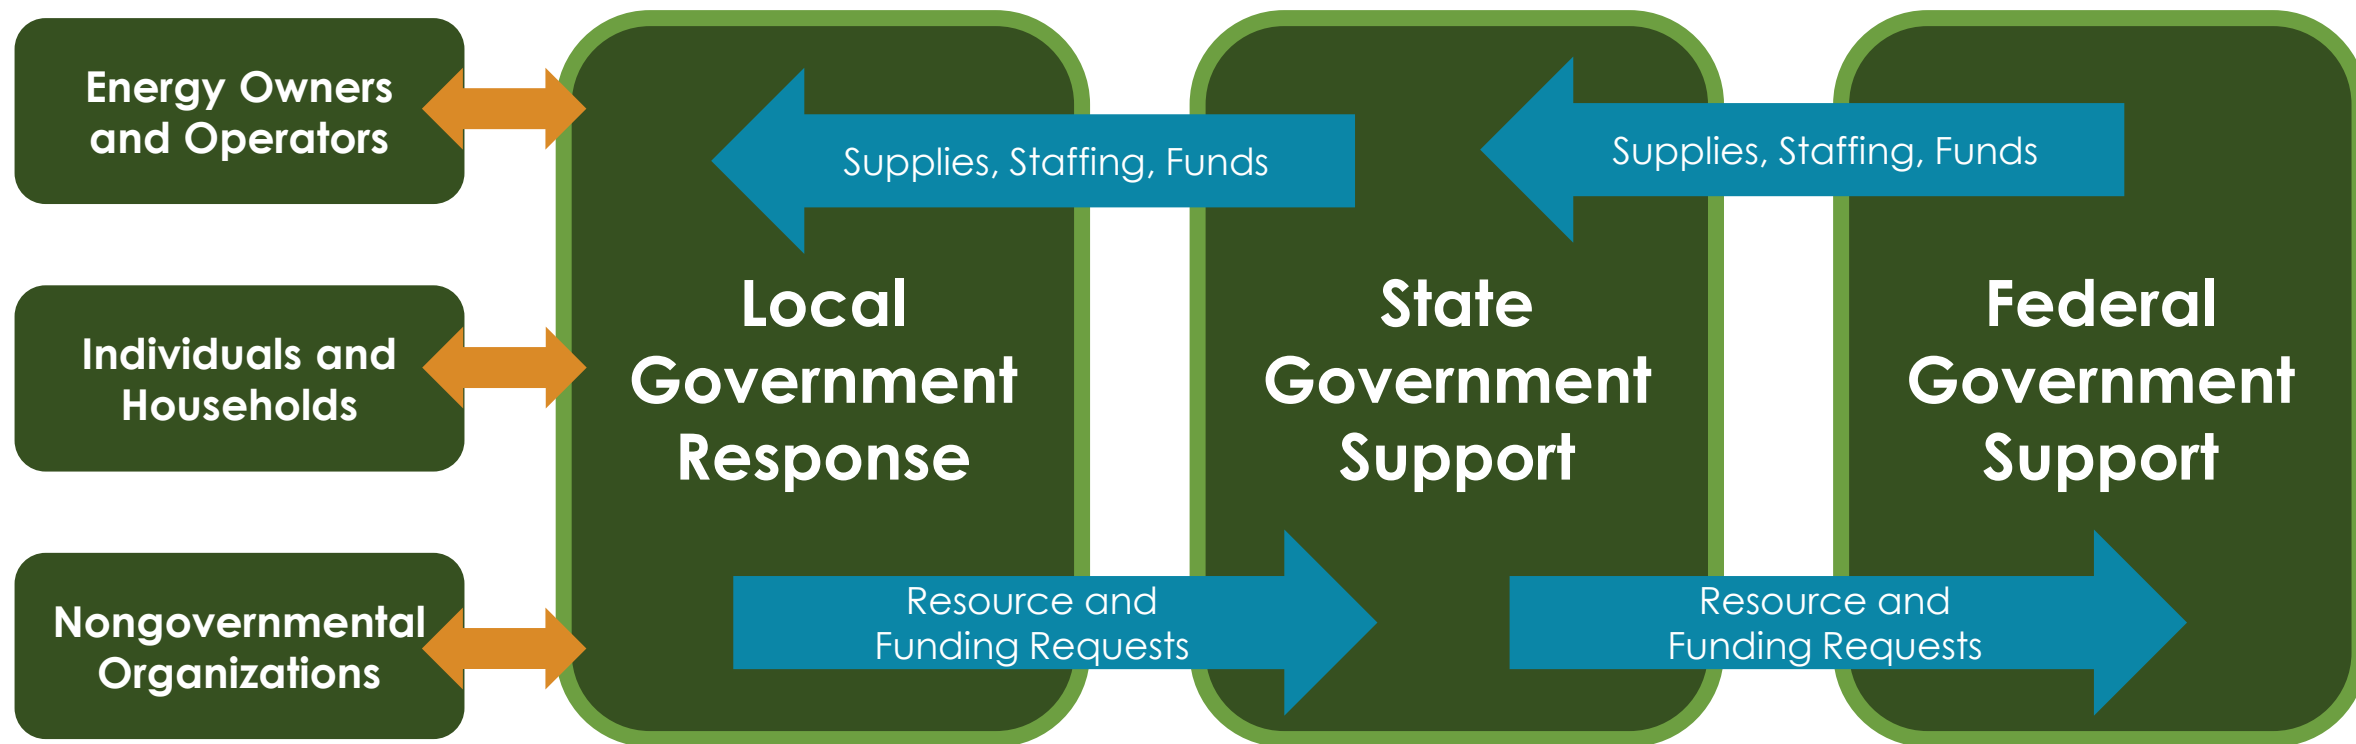 Energy Owners
and Operators
Individuals and
Households
Nongovernmental
Organizations
Supplies, Staffing, Funds
Local
Government
Response
Resource and
Funding Requests
Supplies, Staffing, Funds
State
Government
Support
Resource and
Funding Requests
Federal
Government
Support